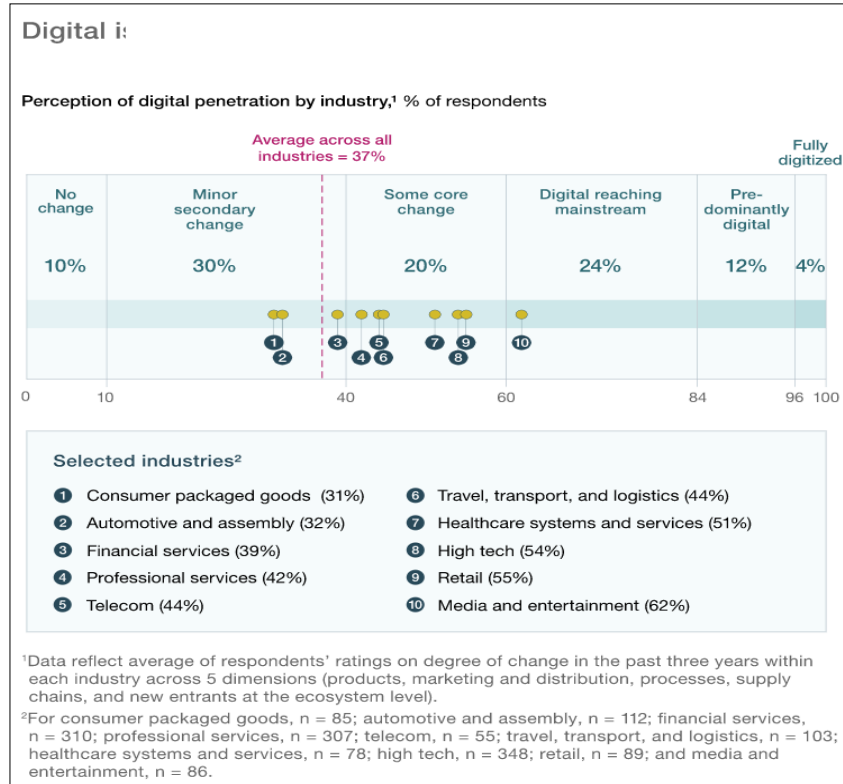 Digital is
Perception of digital penetration by industry,¹ % of respondents
Average across all
industries = 37%
Fully
digitized
No
change
Minor
secondary
change
Some core
change
Digital reaching
mainstream
Pre-
dominantly
digital
10%
30%
20%
24%
12%
4%
1
2
3
4
5
6
7
8
9
10
0
10
40
60
84
96
100
Selected industries²
1 Consumer packaged goods (31%)
2 Automotive and assembly (32%)
3 Financial services (39%)
4 Professional services (42%)
5 Telecom (44%)
6 Travel, transport, and logistics (44%)
7 Healthcare systems and services (51%)
8 High tech (54%)
9 Retail (55%)
10 Media and entertainment (62%)
¹Data reflect average of respondents' ratings on degree of change in the past three years within
each industry across 5 dimensions (products, marketing and distribution, processes, supply
chains, and new entrants at the ecosystem level).
²For consumer packaged goods, n = 85; automotive and assembly, n = 112; financial services,
n = 310; professional services, n = 307; telecom, n = 55; travel, transport, and logistics, n = 103;
healthcare systems and services, n = 78; high tech, n = 348; retail, n = 89; and media and
entertainment, n = 86.